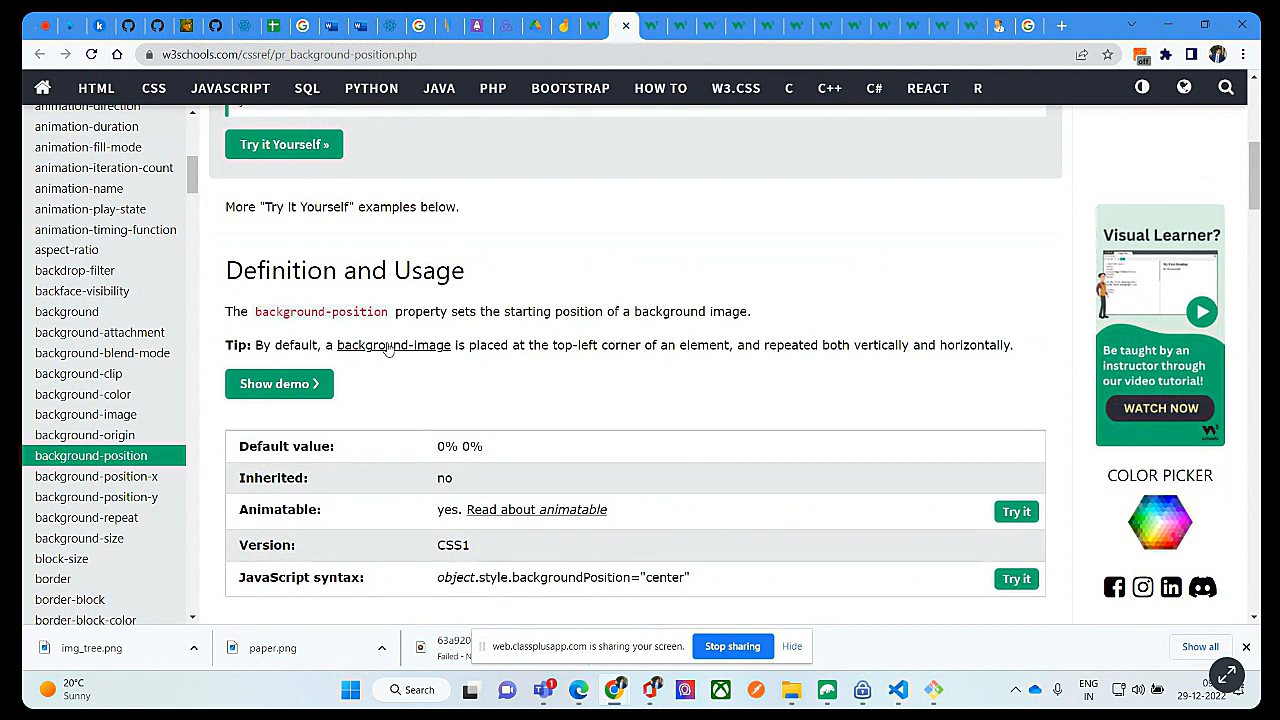 w3schools.com/cssref/pr_background-position.php
off
HTML CSS JAVASCRIPT SQL PYTHON JAVA PHP BOOTSTRAP HOW TO W3.CSS C C++ C# REACT R
animation-direction
animation-duration
animation-fill-mode
animation-iteration-count
animation-name
animation-play-state
animation-timing-function
aspect-ratio
backdrop-filter
backface-visibility
background
background-attachment
background-blend-mode
background-clip
background-color
background-image
background-origin
background-position
background-position-x
background-position-y
background-repeat
background-size
block-size
border
border-block
border-block-color
Try it Yourself »
More "Try It Yourself" examples below.
Definition and Usage
The background-position property sets the starting position of a background image.
Tip: By default, a background-image is placed at the top-left corner of an element, and repeated both vertically and horizontally.
Show demo ❯
Default value: 0% 0%
Inherited: no
Animatable: yes. Read about animatable Try it
Version: CSS1
JavaScript syntax: object.style.backgroundPosition="center" Try it
Visual Learner?
Be taught by an
instructor through
our video tutorial!
WATCH NOW
COLOR PICKER
img_tree.png
paper.png
63a920
web.classplusapp.com is sharing your screen. Stop sharing Hide
Show all
20°C
Sunny
Search
1
ENG
IN
29-12-2022